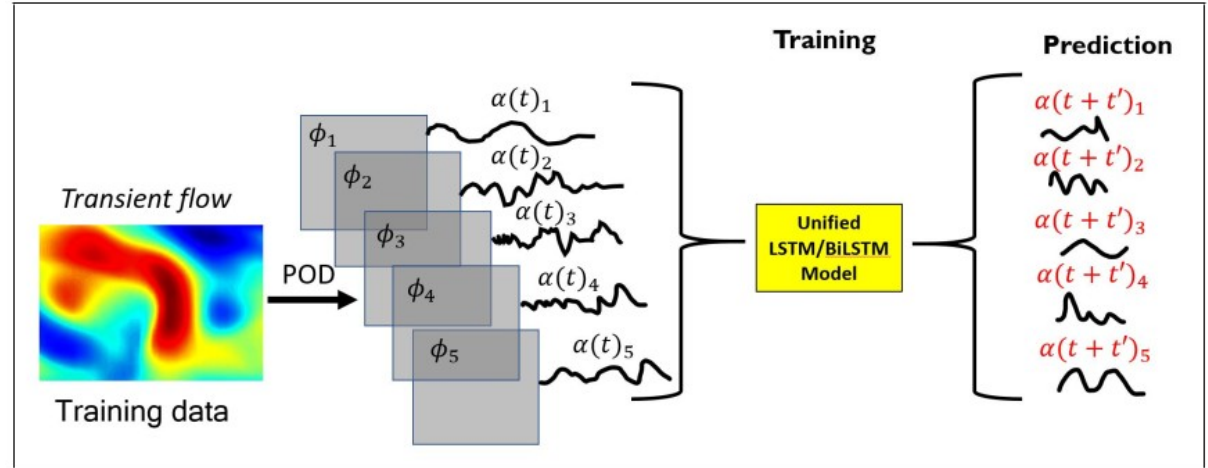 Training
Prediction
Transient flow
POD
Training data
ϕ₁
ϕ₂
ϕ₃
ϕ₄
ϕ₅
α(t)₁
α(t)₂
α(t)₃
α(t)₄
α(t)₅
Unified
LSTM/BiLSTM
Model
α(t + t′)₁
α(t + t′)₂
α(t + t′)₃
α(t + t′)₄
α(t + t′)₅